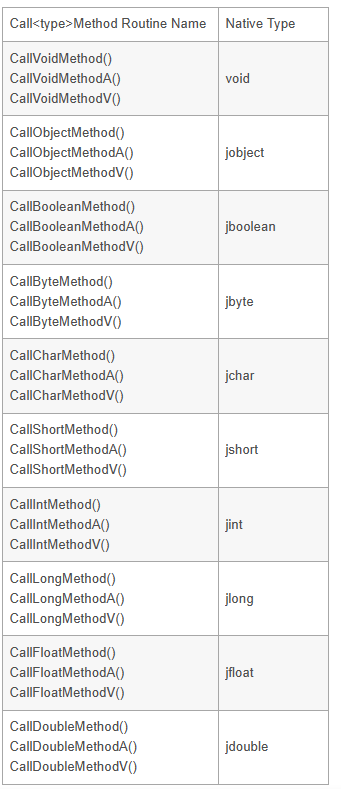 Call<type>Method Routine Name Native Type
CallVoidMethod()
CallVoidMethodA() void
CallVoidMethodV()
CallObjectMethod()
CallObjectMethodA() jobject
CallObjectMethodV()
CallBooleanMethod()
CallBooleanMethodA() jboolean
CallBooleanMethodV()
CallByteMethod()
CallByteMethodA() jbyte
CallByteMethodV()
CallCharMethod()
CallCharMethodA() jchar
CallCharMethodV()
CallShortMethod()
CallShortMethodA() jshort
CallShortMethodV()
CallIntMethod()
CallIntMethodA() jint
CallIntMethodV()
CallLongMethod()
CallLongMethodA() jlong
CallLongMethodV()
CallFloatMethod()
CallFloatMethodA() jfloat
CallFloatMethodV()
CallDoubleMethod()
CallDoubleMethodA() jdouble
CallDoubleMethodV()